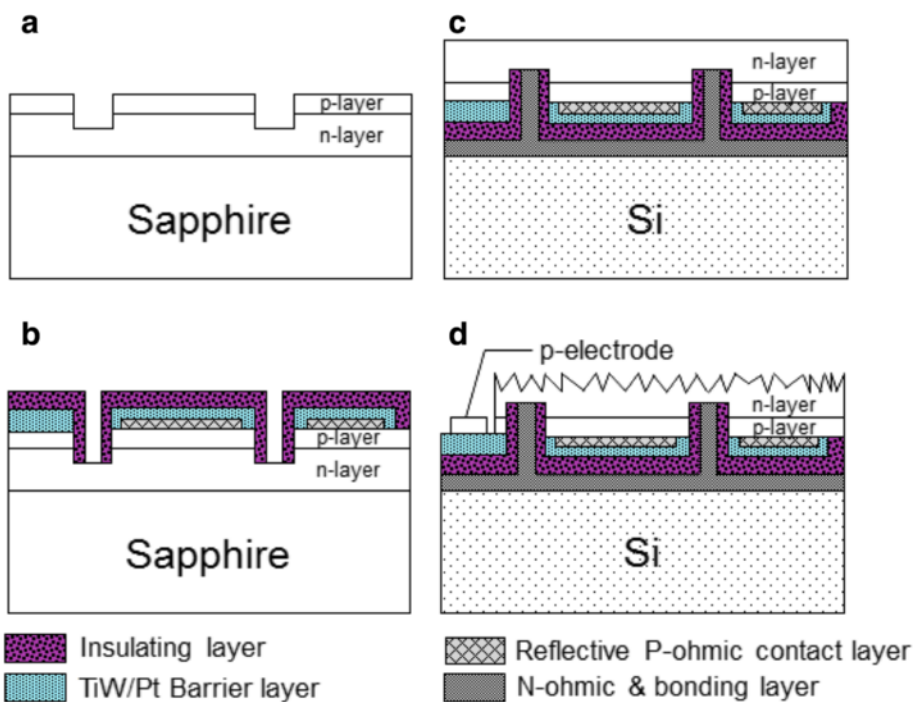 a
p-layer
n-layer
Sapphire
c
n-layer
p-layer
Si
b
p-layer
n-layer
Sapphire
d
p-electrode
n-layer
p-layer
Si
Insulating layer
TiW/Pt Barrier layer
Reflective P-ohmic contact layer
N-ohmic & bonding layer